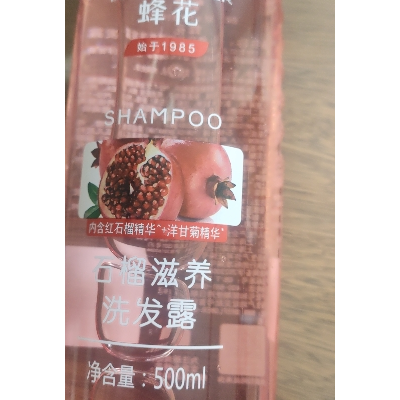 蜂花
始于1985
SHAMPOO
内含红石榴精华^+洋甘菊精华^
石榴滋养
洗发露
净含量：500ml